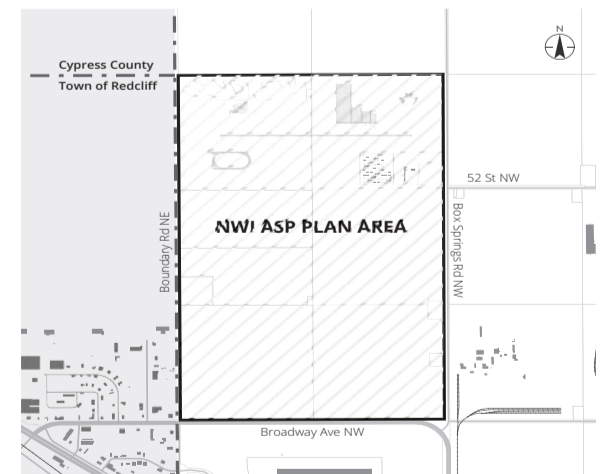 N
Cypress County
Town of Redcliff
52 St NW
Boundary Rd NE
Box Springs Rd NW
NWI ASP PLAN AREA
Broadway Ave NW